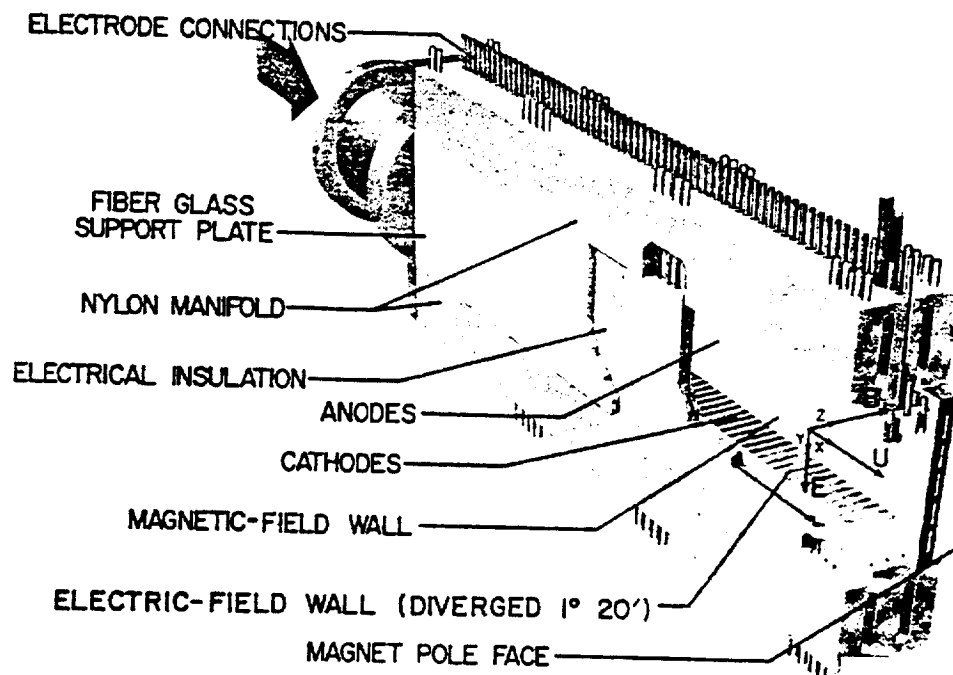 ELECTRODE CONNECTIONS
FIBER GLASS
SUPPORT PLATE
NYLON MANIFOLD
ELECTRICAL INSULATION
ANODES
CATHODES
MAGNETIC-FIELD WALL
ELECTRIC-FIELD WALL (DIVERGED 1° 20′)
MAGNET POLE FACE
Z
Y
X
U
E